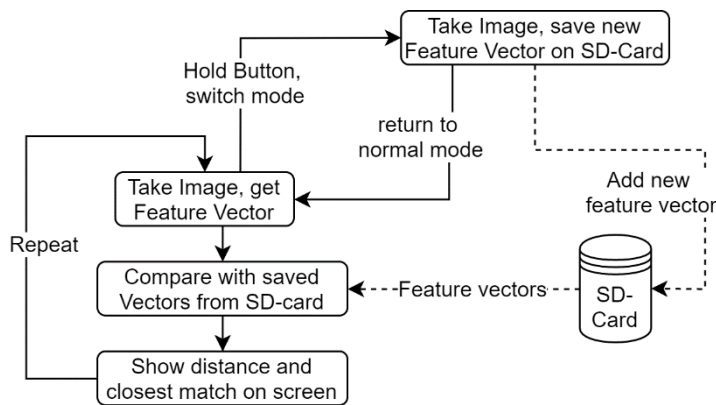 Take Image, save new
Feature Vector on SD-Card
Hold Button,
switch mode
return to
normal mode
Take Image, get
Feature Vector
Add new
feature vector
Repeat
Compare with saved
Vectors from SD-card
Feature vectors
SD-
Card
Show distance and
closest match on screen